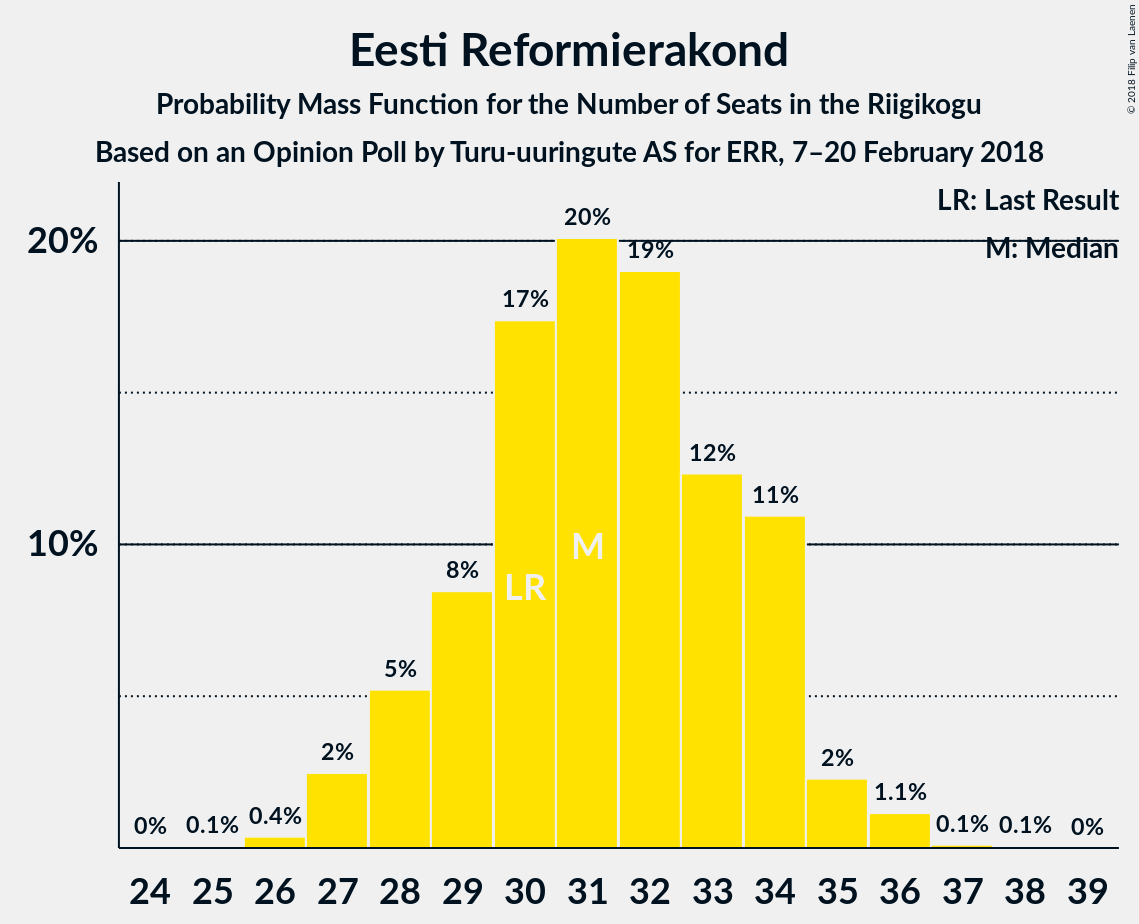 Eesti Reformierakond
Probability Mass Function for the Number of Seats in the Riigikogu
Based on an Opinion Poll by Turu-uuringute AS for ERR, 7–20 February 2018
© 2018 Filip van Laenen
LR: Last Result
M: Median
20%
10%
0%
0.1%
0.4%
2%
5%
8%
17%
20%
19%
12%
11%
2%
1.1%
0.1%
0.1%
0%
LR
M
24 25 26 27 28 29 30 31 32 33 34 35 36 37 38 39